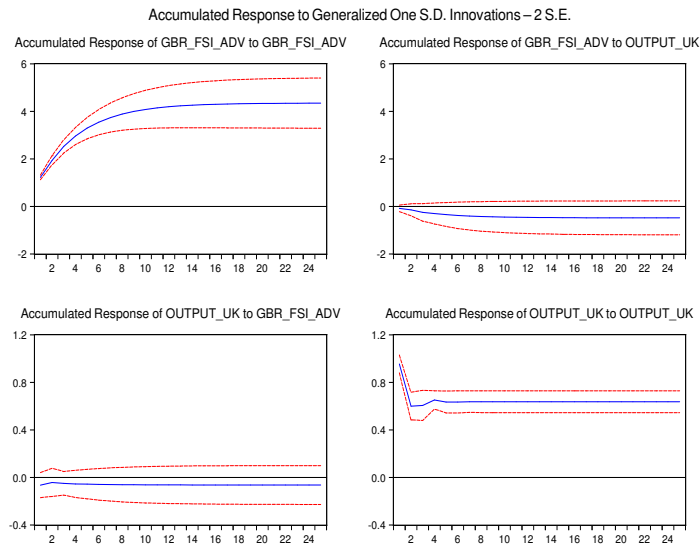 Accumulated Response to Generalized One S.D. Innovations – 2 S.E.
Accumulated Response of GBR_FSI_ADV to GBR_FSI_ADV
6
4
2
0
-2
2 4 6 8 10 12 14 16 18 20 22 24
Accumulated Response of GBR_FSI_ADV to OUTPUT_UK
6
4
2
0
-2
2 4 6 8 10 12 14 16 18 20 22 24
Accumulated Response of OUTPUT_UK to GBR_FSI_ADV
1.2
0.8
0.4
0.0
-0.4
2 4 6 8 10 12 14 16 18 20 22 24
Accumulated Response of OUTPUT_UK to OUTPUT_UK
1.2
0.8
0.4
0.0
-0.4
2 4 6 8 10 12 14 16 18 20 22 24